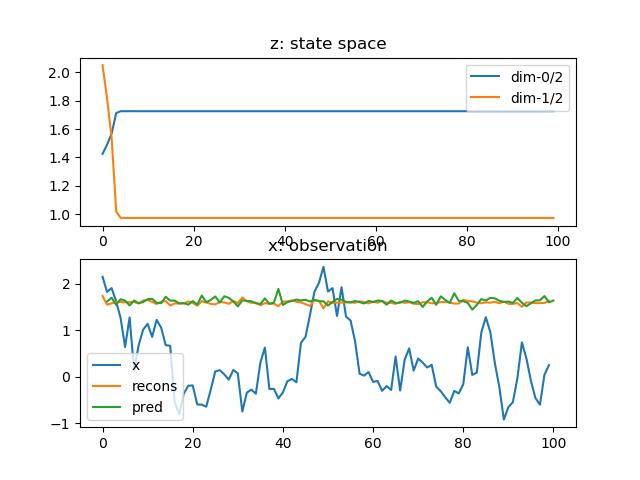 z: state space
2.0
1.8
1.6
1.4
1.2
1.0
dim-0/2
dim-1/2
0 20 40 60 80 100
x: observation
2
1
0
−1
x
recons
pred
0 20 40 60 80 100